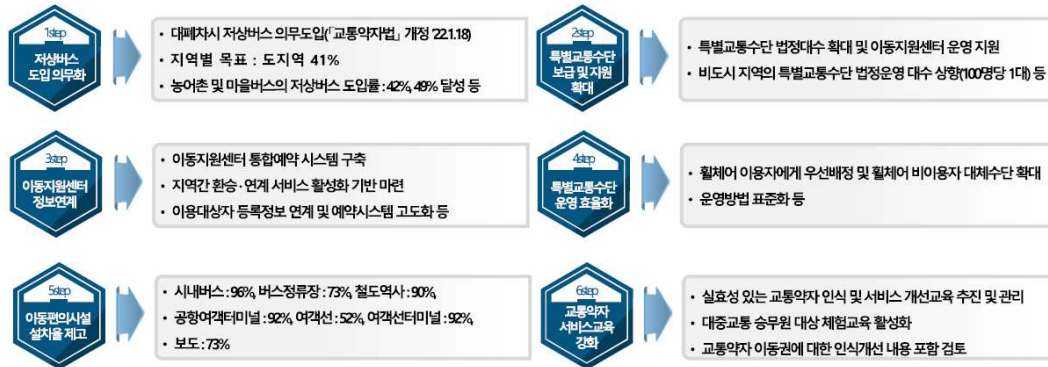 1step
저상버스
도입 의무화
• 대폐차시 저상버스 의무도입(「교통약자법」 개정 '22.1.18)
• 지역별 목표 : 도지역 41%
• 농어촌 및 마을버스의 저상버스 도입률 : 42%, 49% 달성 등
2step
특별교통수단
보급 및 지원
확대
• 특별교통수단 법정대수 확대 및 이동지원센터 운영 지원
• 비도시 지역의 특별교통수단 법정운영 대수 상향(100명당 1대) 등
3step
이동지원센터
정보연계
• 이동지원센터 통합예약 시스템 구축
• 지역간 환승·연계 서비스 활성화 기반 마련
• 이용대상자 등록정보 연계 및 예약시스템 고도화 등
4step
특별교통수단
운영 효율화
• 휠체어 이용자에게 우선배정 및 휠체어 비이용자 대체수단 확대
• 운영방법 표준화 등
5step
이동편의시설
설치율 제고
• 시내버스 : 96%, 버스정류장 : 73%, 철도역사 : 90%,
• 공항여객터미널 : 92%, 여객선 : 52%, 여객선터미널 : 92%,
• 보도 : 73%
6step
교통약자
서비스교육
강화
• 실효성 있는 교통약자 인식 및 서비스 개선교육 추진 및 관리
• 대중교통 승무원 대상 체험교육 활성화
• 교통약자 이동권에 대한 인식개선 내용 포함 검토